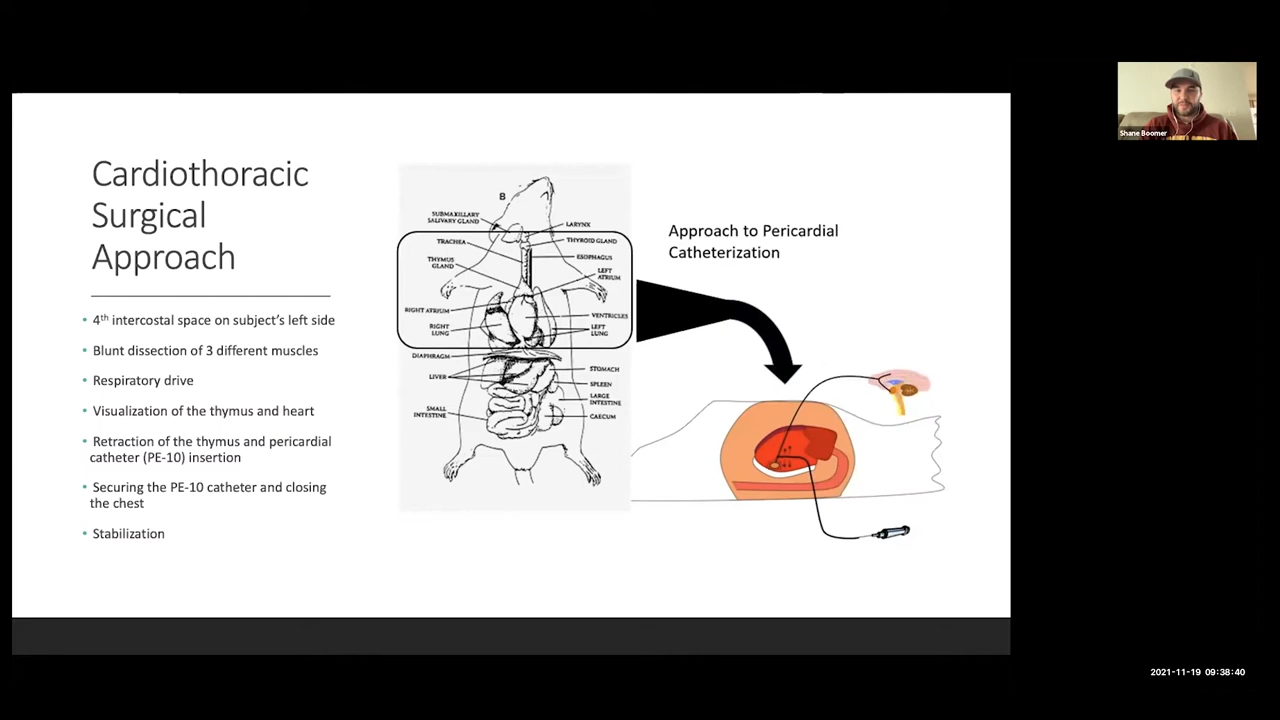 Cardiothoracic
Surgical
Approach
• 4th intercostal space on subject's left side
• Blunt dissection of 3 different muscles
• Respiratory drive
• Visualization of the thymus and heart
• Retraction of the thymus and pericardial
catheter (PE-10) insertion
• Securing the PE-10 catheter and closing
the chest
• Stabilization
B
SUBMAXILLARY
SALIVARY GLAND
TRACHEA
THYMUS
GLAND
RIGHT ATRIUM
RIGHT
LUNG
DIAPHRAGM
LIVER
SMALL
INTESTINE
LARYNX
THYROID GLAND
ESOPHAGUS
LEFT
ATRIUM
VENTRICLES
LEFT
LUNG
STOMACH
SPLEEN
LARGE
INTESTINE
CAECUM
Approach to Pericardial
Catheterization
Shane Boomer
2021-11-19 09:38:40